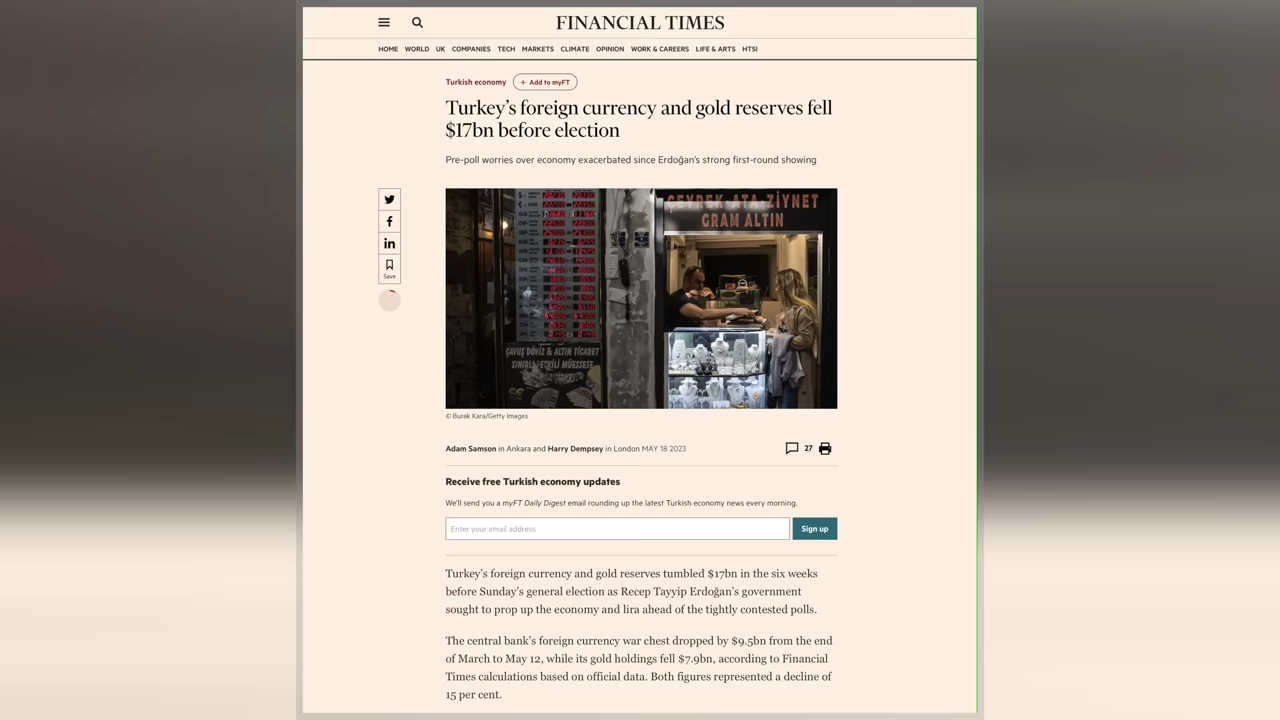 FINANCIAL TIMES
HOME WORLD UK COMPANIES TECH MARKETS CLIMATE OPINION WORK & CAREERS LIFE & ARTS HTSI
Turkish economy
+ Add to myFT
Turkey’s foreign currency and gold reserves fell
$17bn before election
Pre-poll worries over economy exacerbated since Erdoğan’s strong first-round showing
Save
ÇEYREK ATA ZİYNET
GRAM ALTIN
ÇAVUŞ DÖVİZ & ALTIN TİCARET
© Burak Kara/Getty Images
Adam Samson in Ankara and Harry Dempsey in London MAY 18 2023
27
Receive free Turkish economy updates
We’ll send you a myFT Daily Digest email rounding up the latest Turkish economy news every morning.
Enter your email address
Sign up
Turkey’s foreign currency and gold reserves tumbled $17bn in the six weeks
before Sunday’s general election as Recep Tayyip Erdoğan’s government
sought to prop up the economy and lira ahead of the tightly contested polls.
The central bank’s foreign currency war chest dropped by $9.5bn from the end
of March to May 12, while its gold holdings fell $7.9bn, according to Financial
Times calculations based on official data. Both figures represented a decline of
15 per cent.